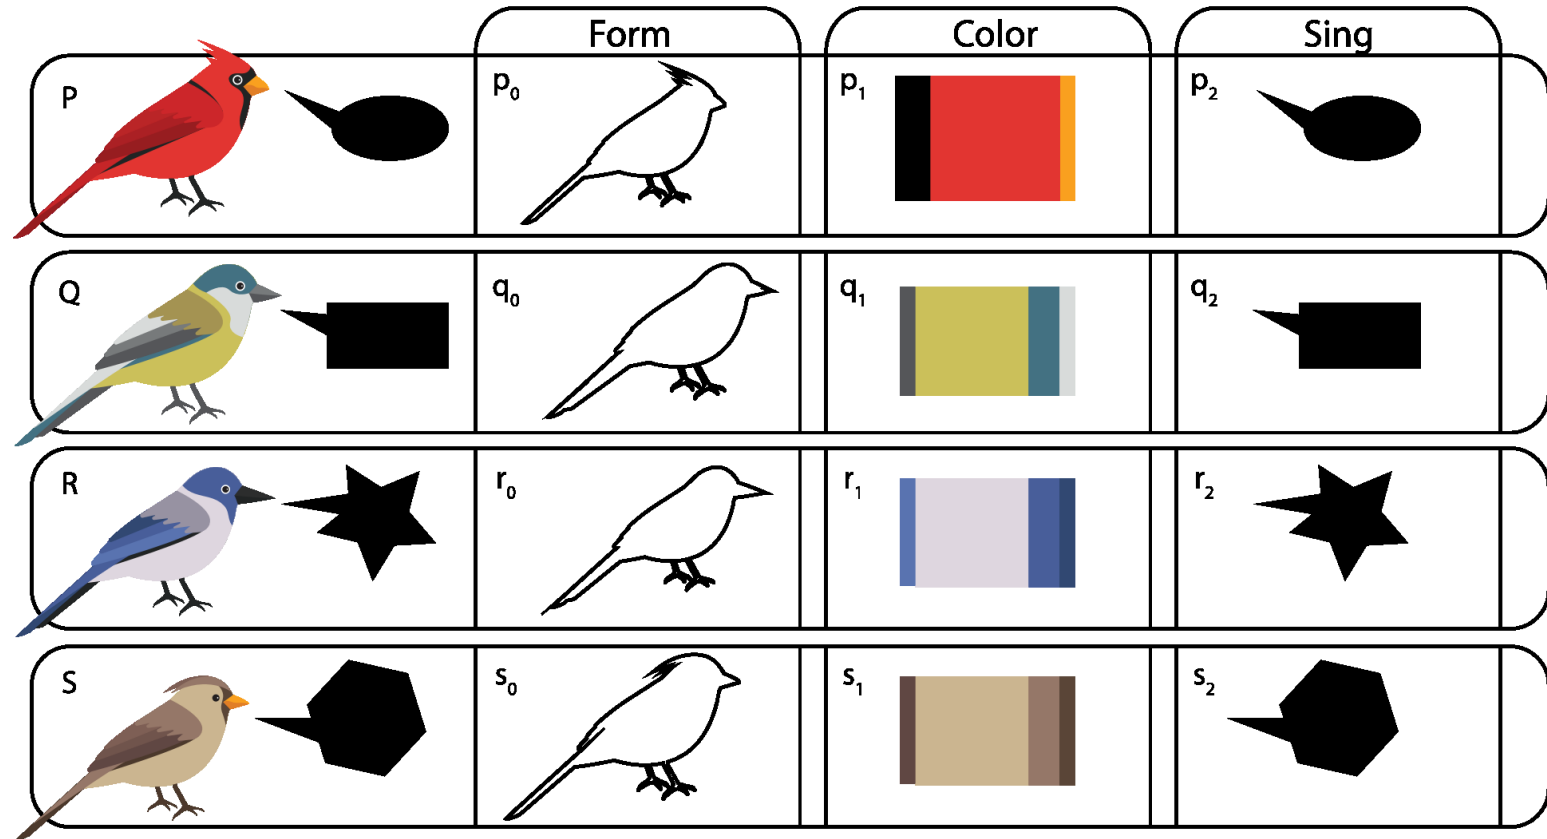 Form Color Sing
P p₀ p₁ p₂
Q q₀ q₁ q₂
R r₀ r₁ r₂
S s₀ s₁ s₂